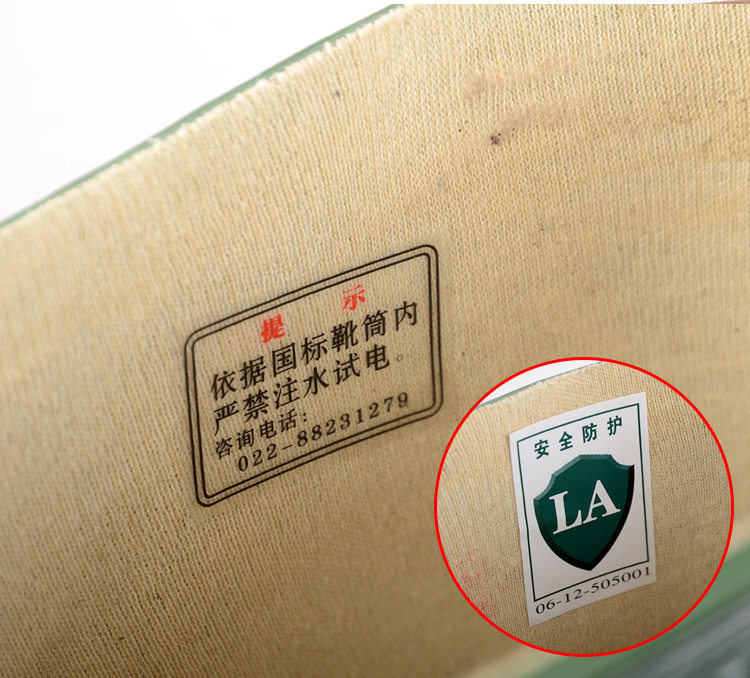 提 示
依据国标靴筒内
严禁注水试电。
咨询电话:
022-88231279
安全防护
LA
06-12-505001